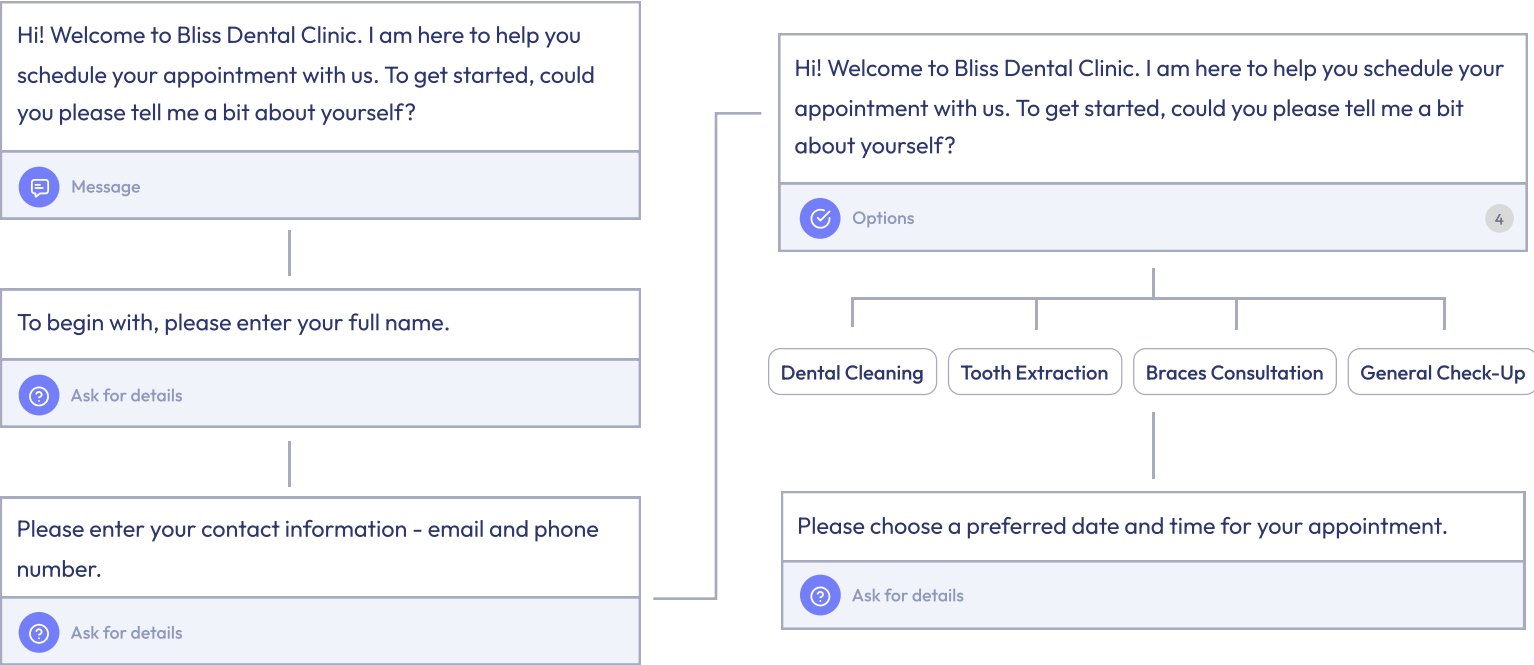 Hi! Welcome to Bliss Dental Clinic. I am here to help you
schedule your appointment with us. To get started, could
you please tell me a bit about yourself?
Message
To begin with, please enter your full name.
Ask for details
Please enter your contact information - email and phone
number.
Ask for details
Hi! Welcome to Bliss Dental Clinic. I am here to help you schedule your
appointment with us. To get started, could you please tell me a bit
about yourself?
Options 4
Dental Cleaning Tooth Extraction Braces Consultation General Check-Up
Please choose a preferred date and time for your appointment.
Ask for details